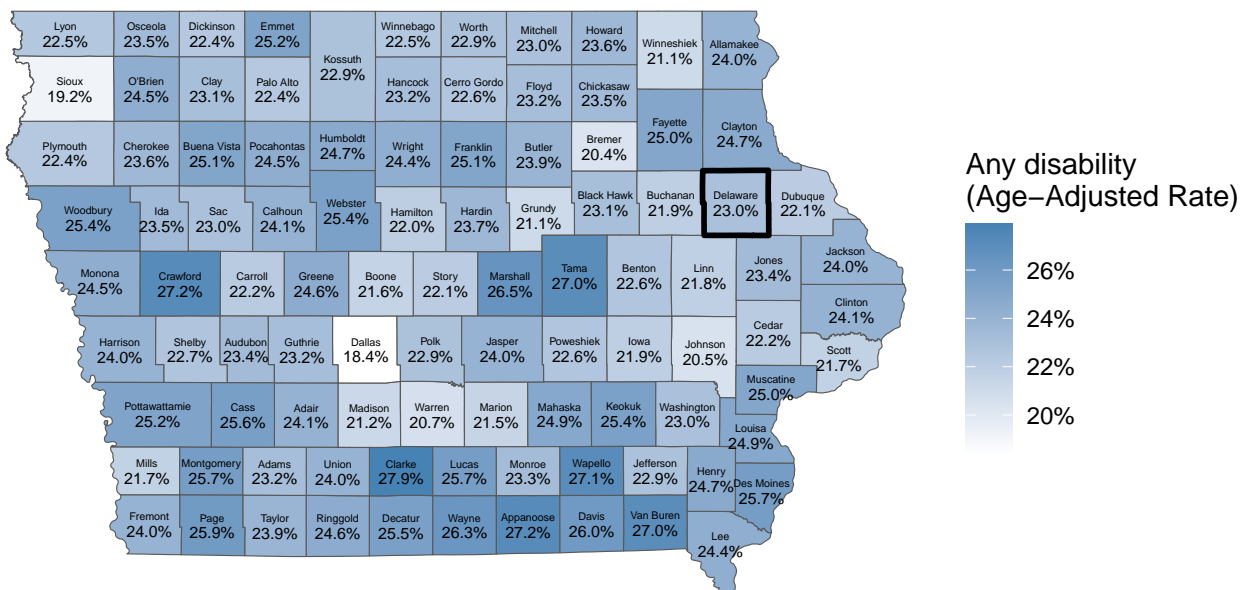 Lyon
22.5%
Osceola
23.5%
Dickinson
22.4%
Emmet
25.2%
Kossuth
22.9%
Winnebago
22.5%
Worth
22.9%
Mitchell
23.0%
Howard
23.6%
Winneshiek
21.1%
Allamakee
24.0%
Sioux
19.2%
O'Brien
24.5%
Clay
23.1%
Palo Alto
22.4%
Hancock
23.2%
Cerro Gordo
22.6%
Floyd
23.2%
Chickasaw
23.5%
Plymouth
22.4%
Cherokee
23.6%
Buena Vista
25.1%
Pocahontas
24.5%
Humboldt
24.7%
Wright
24.4%
Franklin
25.1%
Butler
23.9%
Bremer
20.4%
Fayette
25.0%
Clayton
24.7%
Woodbury
25.4%
Ida
23.5%
Sac
23.0%
Calhoun
24.1%
Webster
25.4%
Hamilton
22.0%
Hardin
23.7%
Grundy
21.1%
Black Hawk
23.1%
Buchanan
21.9%
Delaware
23.0%
Dubuque
22.1%
Monona
24.5%
Crawford
27.2%
Carroll
22.2%
Greene
24.6%
Boone
21.6%
Story
22.1%
Marshall
26.5%
Tama
27.0%
Benton
22.6%
Linn
21.8%
Jones
23.4%
Jackson
24.0%
Clinton
24.1%
Harrison
24.0%
Shelby
22.7%
Audubon
23.4%
Guthrie
23.2%
Dallas
18.4%
Polk
22.9%
Jasper
24.0%
Poweshiek
22.6%
Iowa
21.9%
Johnson
20.5%
Cedar
22.2%
Scott
21.7%
Muscatine
25.0%
Pottawattamie
25.2%
Cass
25.6%
Adair
24.1%
Madison
21.2%
Warren
20.7%
Marion
21.5%
Mahaska
24.9%
Keokuk
25.4%
Washington
23.0%
Louisa
24.9%
Mills
21.7%
Montgomery
25.7%
Adams
23.2%
Union
24.0%
Clarke
27.9%
Lucas
25.7%
Monroe
23.3%
Wapello
27.1%
Jefferson
22.9%
Henry
24.7%
Des Moines
25.7%
Fremont
24.0%
Page
25.9%
Taylor
23.9%
Ringgold
24.6%
Decatur
25.5%
Wayne
26.3%
Appanoose
27.2%
Davis
26.0%
Van Buren
27.0%
Lee
24.4%
Any disability
(Age−Adjusted Rate)
26%
24%
22%
20%